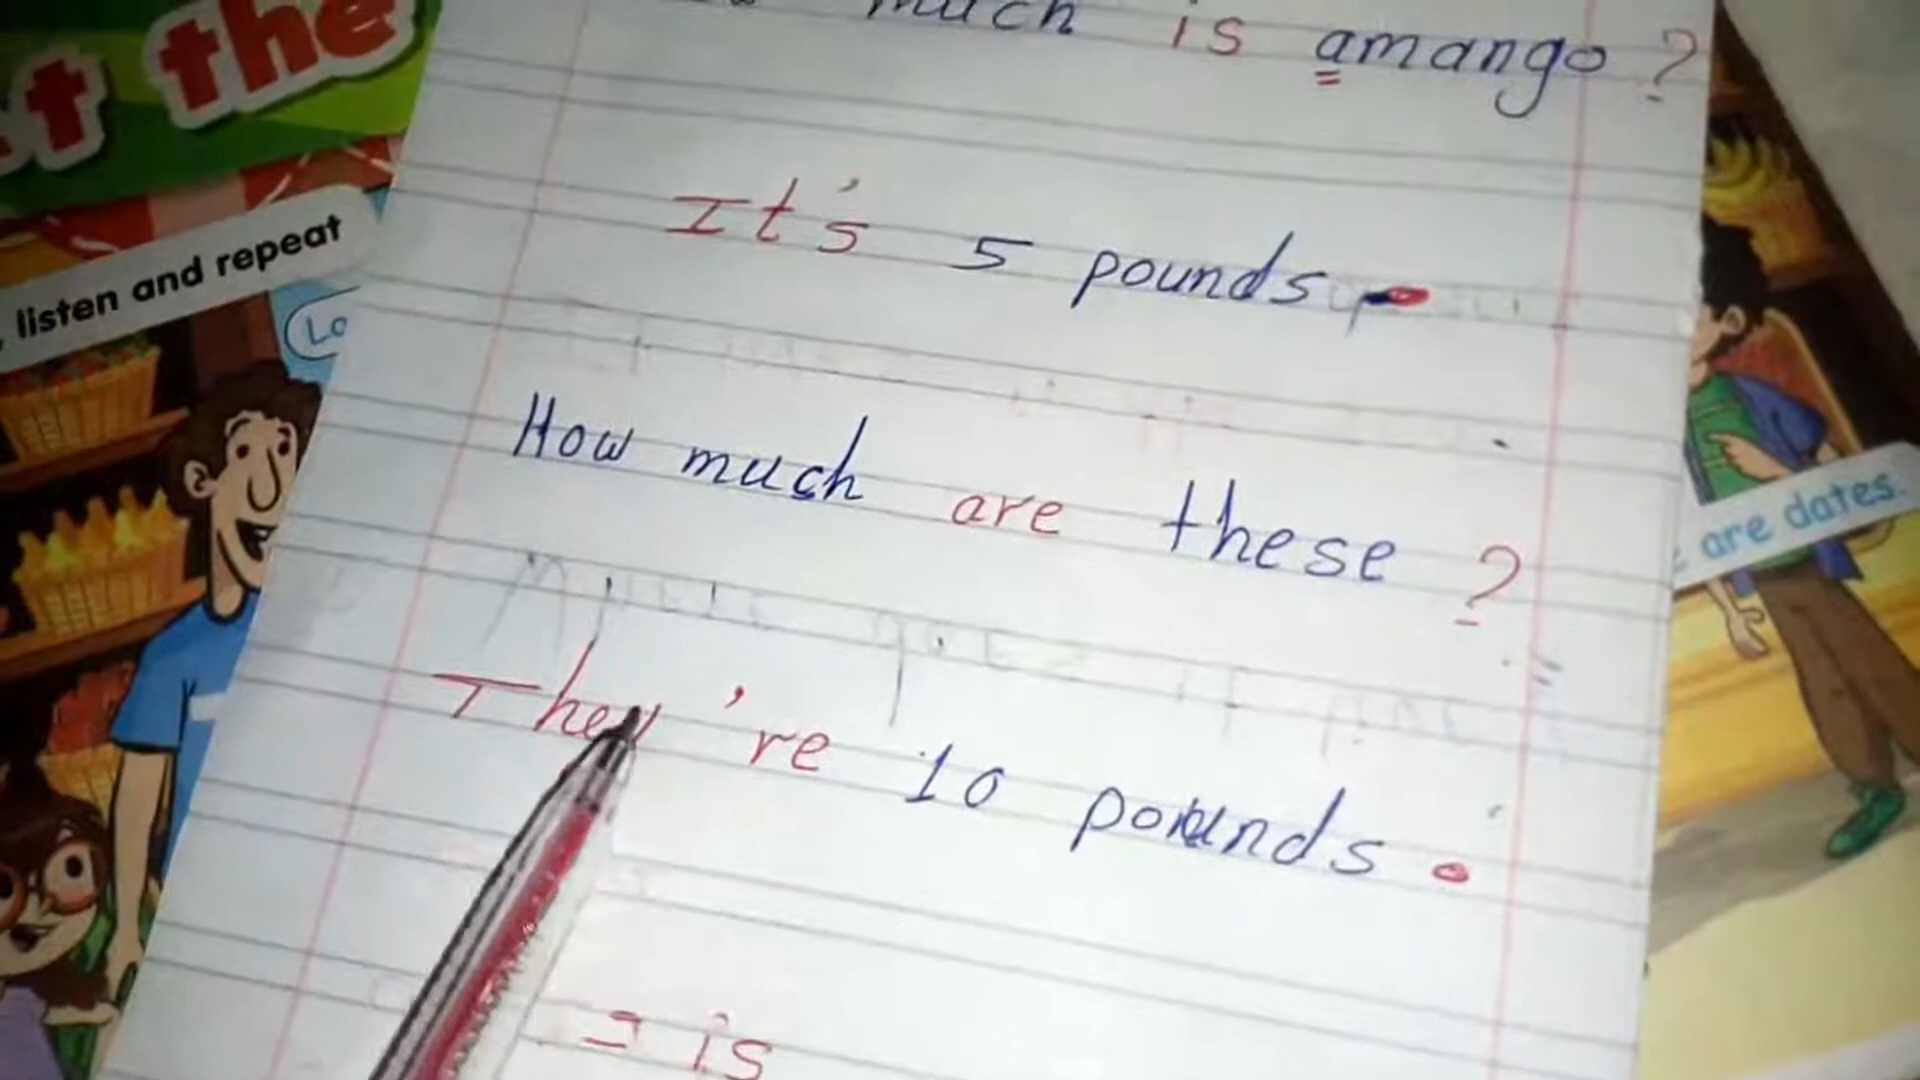 t the
, listen and repeat
Lo
much is amango?
It's 5 pounds.
How much are these?
They're 10 pounds.
= is
are dates.